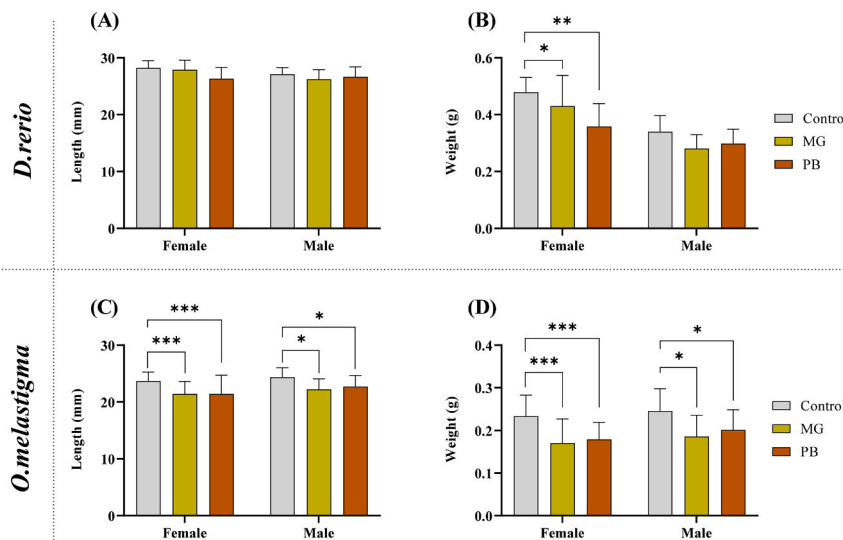 D.rerio
(A)
Length (mm)
30
20
10
0
Female
Male
(B)
Weight (g)
0.6
0.4
0.2
0.0
**
*
Female
Male
Control
MG
PB
O.melastigma
(C)
Length (mm)
30
20
10
0
***
***
*
*
Female
Male
(D)
Weight (g)
0.4
0.3
0.2
0.1
0.0
***
***
*
*
Female
Male
Control
MG
PB